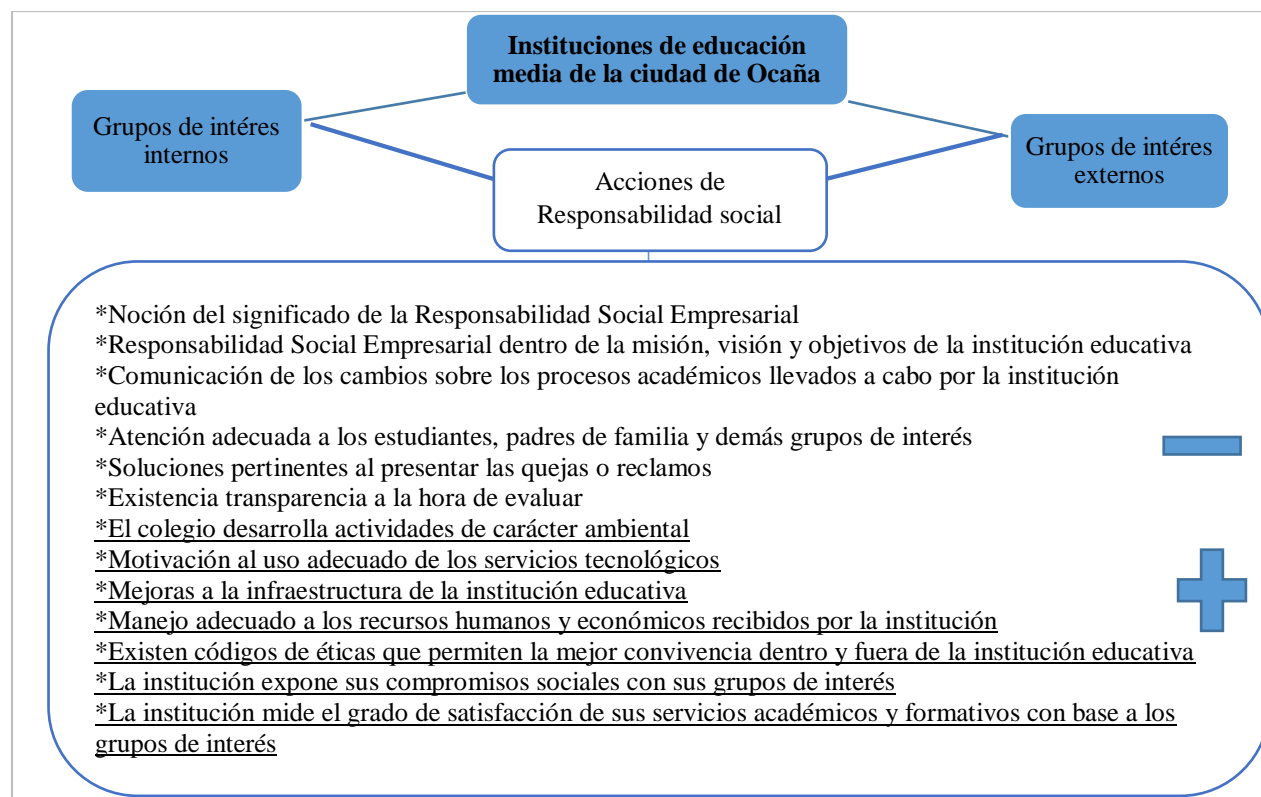 Instituciones de educación
media de la ciudad de Ocaña
Grupos de intéres
internos
Grupos de intéres
externos
Acciones de
Responsabilidad social
*Noción del significado de la Responsabilidad Social Empresarial
*Responsabilidad Social Empresarial dentro de la misión, visión y objetivos de la institución educativa
*Comunicación de los cambios sobre los procesos académicos llevados a cabo por la institución
educativa
*Atención adecuada a los estudiantes, padres de familia y demás grupos de interés
*Soluciones pertinentes al presentar las quejas o reclamos
*Existencia transparencia a la hora de evaluar
*El colegio desarrolla actividades de carácter ambiental
*Motivación al uso adecuado de los servicios tecnológicos
*Mejoras a la infraestructura de la institución educativa
*Manejo adecuado a los recursos humanos y económicos recibidos por la institución
*Existen códigos de éticas que permiten la mejor convivencia dentro y fuera de la institución educativa
*La institución expone sus compromisos sociales con sus grupos de interés
*La institución mide el grado de satisfacción de sus servicios académicos y formativos con base a los
grupos de interés